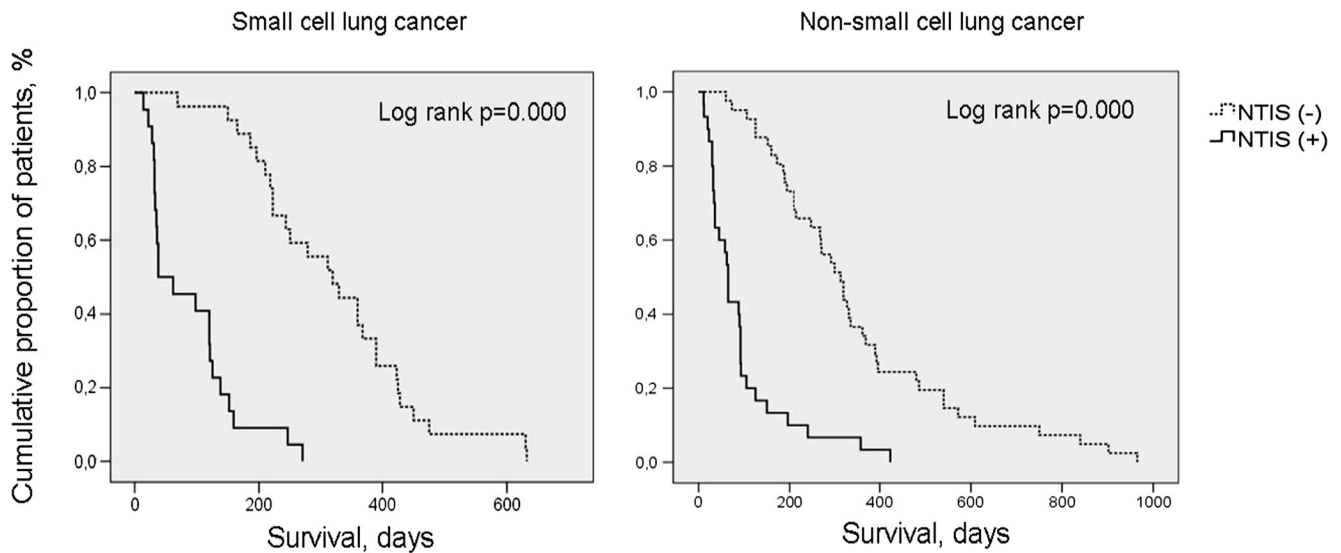 Small cell lung cancer
Non-small cell lung cancer
Cumulative proportion of patients, %
1,0
0,8
0,6
0,4
0,2
0,0
Log rank p=0.000
0
200
400
600
Survival, days
1,0
0,8
0,6
0,4
0,2
0,0
Log rank p=0.000
0
200
400
600
800
1000
Survival, days
NTIS (-)
NTIS (+)